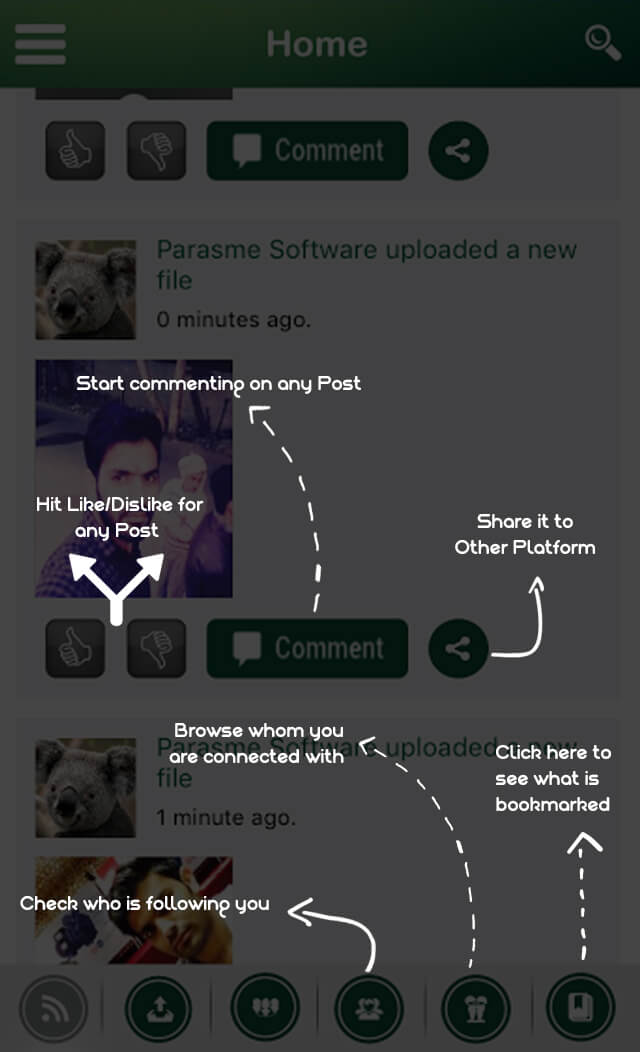 Home
Comment
Parasme Software uploaded a new
file
0 minutes ago.
Start commenting on any Post
Hit Like/Dislike for
any Post
Share it to
Other Platform
Comment
Browse whom you
are connected with
Parasme Software uploaded a new
file
Click here to
see what is
bookmarked
1 minute ago.
Check who is following you